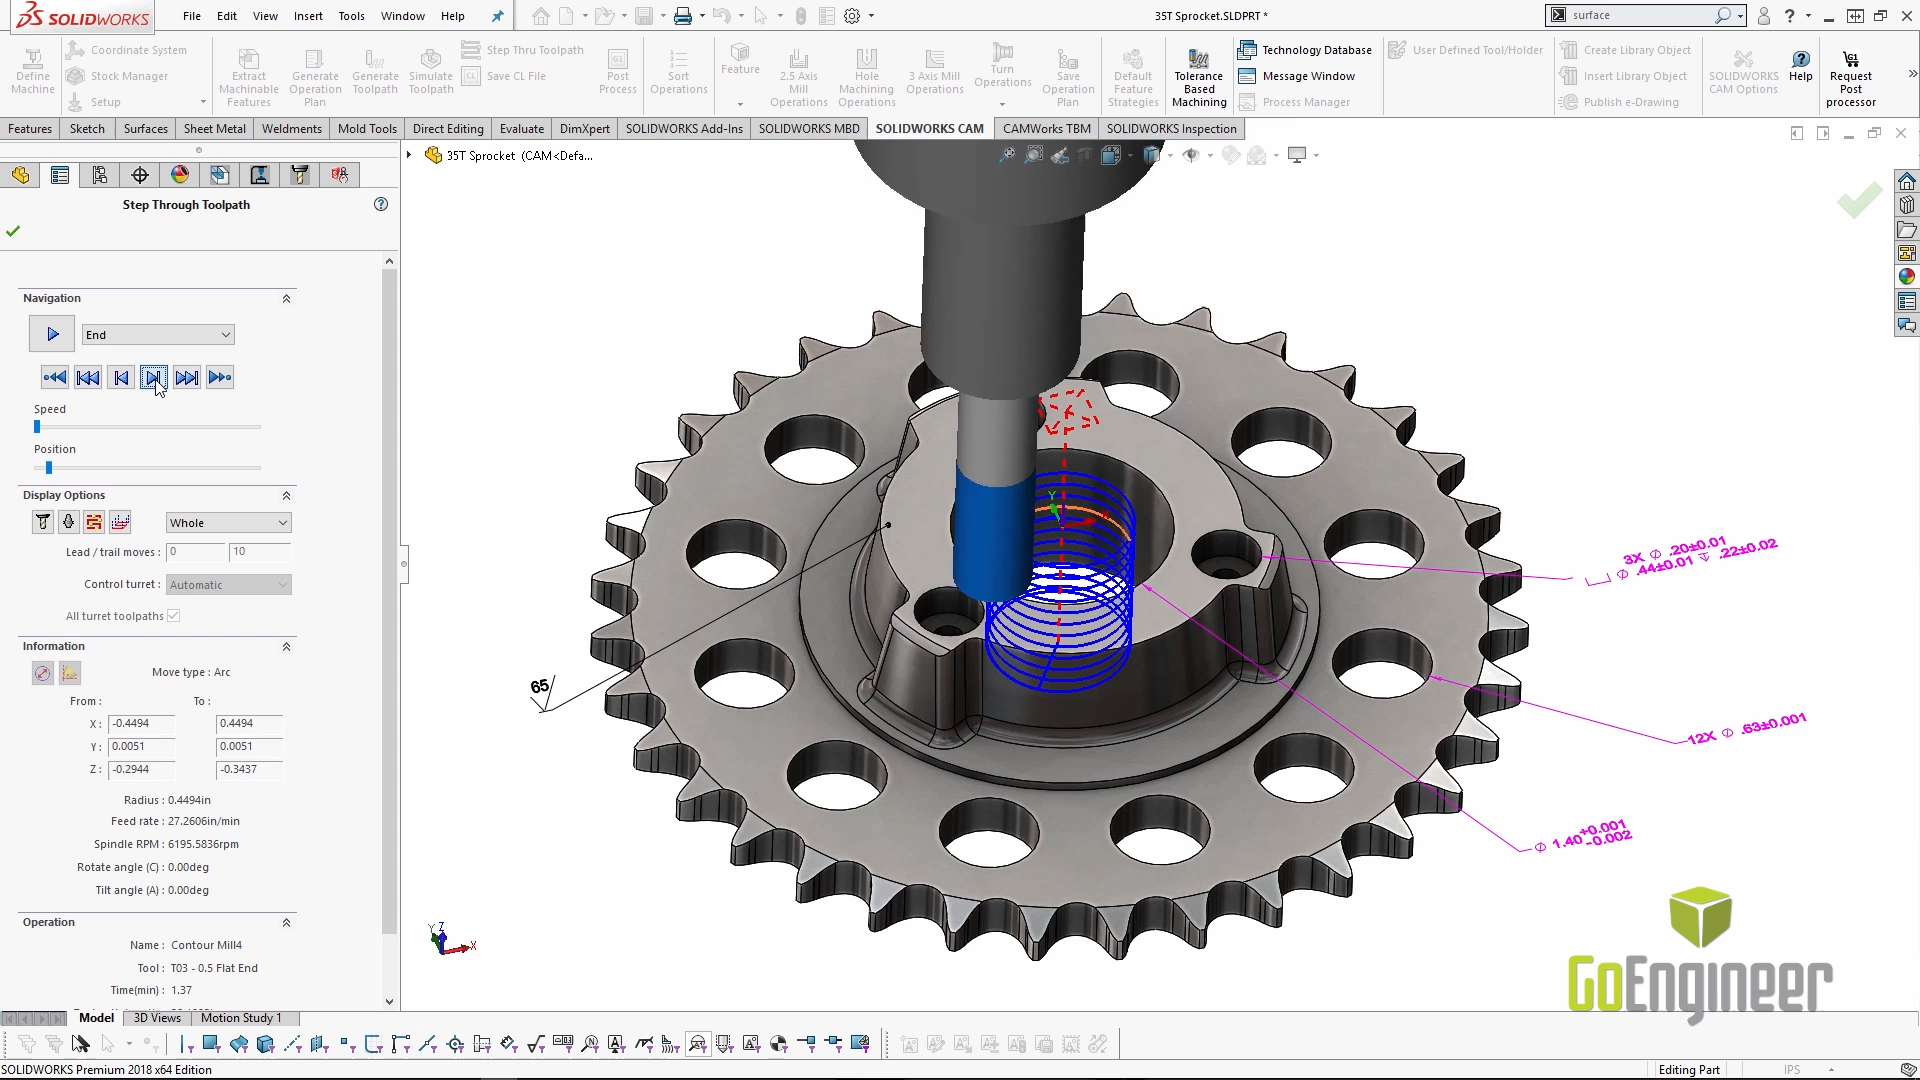 SOLIDWORKS
File Edit View Insert Tools Window Help
35T Sprocket.SLDPRT *
surface
Define Machine
Coordinate System
Stock Manager
Setup
Extract Machinable Features
Generate Operation Plan
Generate Toolpath
Simulate Toolpath
Step Thru Toolpath
Save CL File
Post Process
Sort Operations
Feature
2.5 Axis Mill Operations
Hole Machining Operations
3 Axis Mill Operations
Turn Operations
Save Operation Plan
Default Feature Strategies
Tolerance Based Machining
Technology Database
Message Window
Process Manager
User Defined Tool/Holder
Create Library Object
Insert Library Object
Publish e-Drawing
SOLIDWORKS CAM Options
Help
Request Post processor
Features Sketch Surfaces Sheet Metal Weldments Mold Tools Direct Editing Evaluate DimXpert SOLIDWORKS Add-Ins SOLIDWORKS MBD SOLIDWORKS CAM CAMWorks TBM SOLIDWORKS Inspection
35T Sprocket (CAM<Defa...
Step Through Toolpath
Navigation
End
Speed
Position
Display Options
Whole
Lead / trail moves : 0 10
Control turret : Automatic
All turret toolpaths
Information
Move type : Arc
From : To :
X : -0.4494 0.4494
Y : 0.0051 0.0051
Z : -0.2944 -0.3437
Radius : 0.4494in
Feed rate : 27.2606in/min
Spindle RPM : 6195.5836rpm
Rotate angle (C) : 0.00deg
Tilt angle (A) : 0.00deg
Operation
Name : Contour Mill4
Tool : T03 - 0.5 Flat End
Time(min) : 1.37
65
3X ∅ .20±0.01
⌴ ∅ .44±0.01 ↧ .22±0.02
12X ∅ .63±0.001
∅ 1.40 +0.001 -0.002
Y
Z
Y
X
GoEngineer
Model 3D Views Motion Study 1
SOLIDWORKS Premium 2018 x64 Edition
Editing Part
IPS